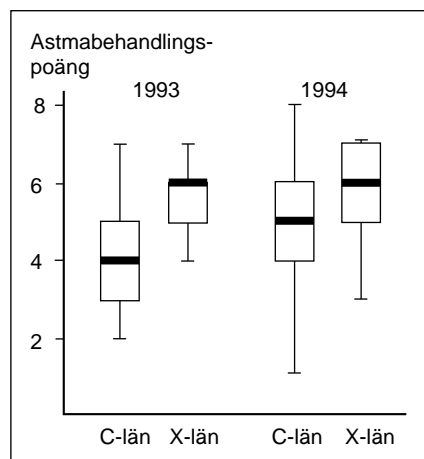 Astmabehandlings-
poäng
1993 1994
8
6
4
2
C-län X-län C-län X-län